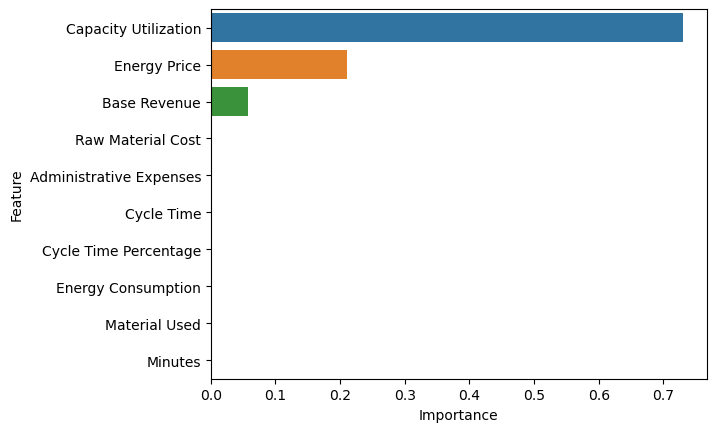 Capacity Utilization
Energy Price
Base Revenue
Raw Material Cost
Administrative Expenses
Cycle Time
Cycle Time Percentage
Energy Consumption
Material Used
Minutes
Feature
0.0 0.1 0.2 0.3 0.4 0.5 0.6 0.7
Importance